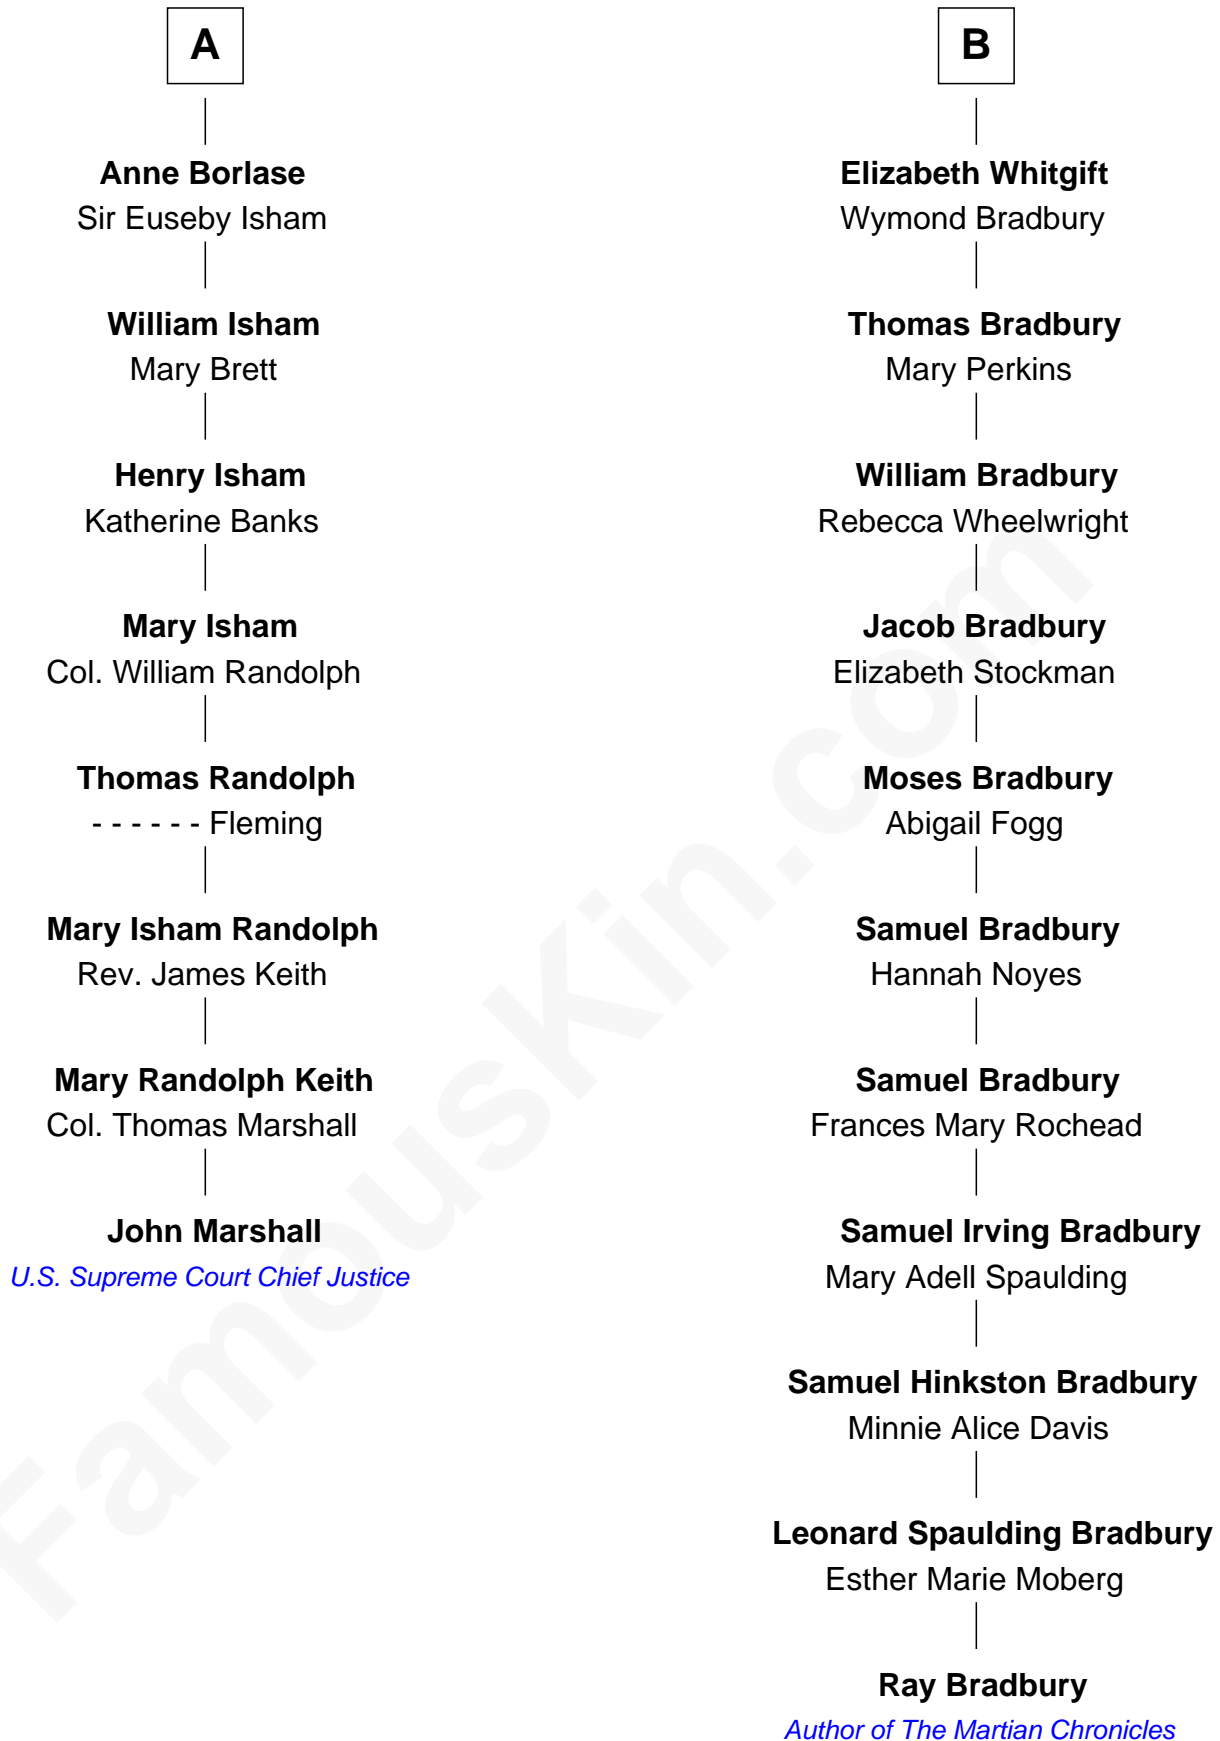 A
Anne Borlase
Sir Euseby Isham
William Isham
Mary Brett
Henry Isham
Katherine Banks
Mary Isham
Col. William Randolph
Thomas Randolph
- - - - - - Fleming
Mary Isham Randolph
Rev. James Keith
Mary Randolph Keith
Col. Thomas Marshall
John Marshall
U.S. Supreme Court Chief Justice
B
Elizabeth Whitgift
Wymond Bradbury
Thomas Bradbury
Mary Perkins
William Bradbury
Rebecca Wheelwright
Jacob Bradbury
Elizabeth Stockman
Moses Bradbury
Abigail Fogg
Samuel Bradbury
Hannah Noyes
Samuel Bradbury
Frances Mary Rochead
Samuel Irving Bradbury
Mary Adell Spaulding
Samuel Hinkston Bradbury
Minnie Alice Davis
Leonard Spaulding Bradbury
Esther Marie Moberg
Ray Bradbury
Author of The Martian Chronicles
FamousKin.com